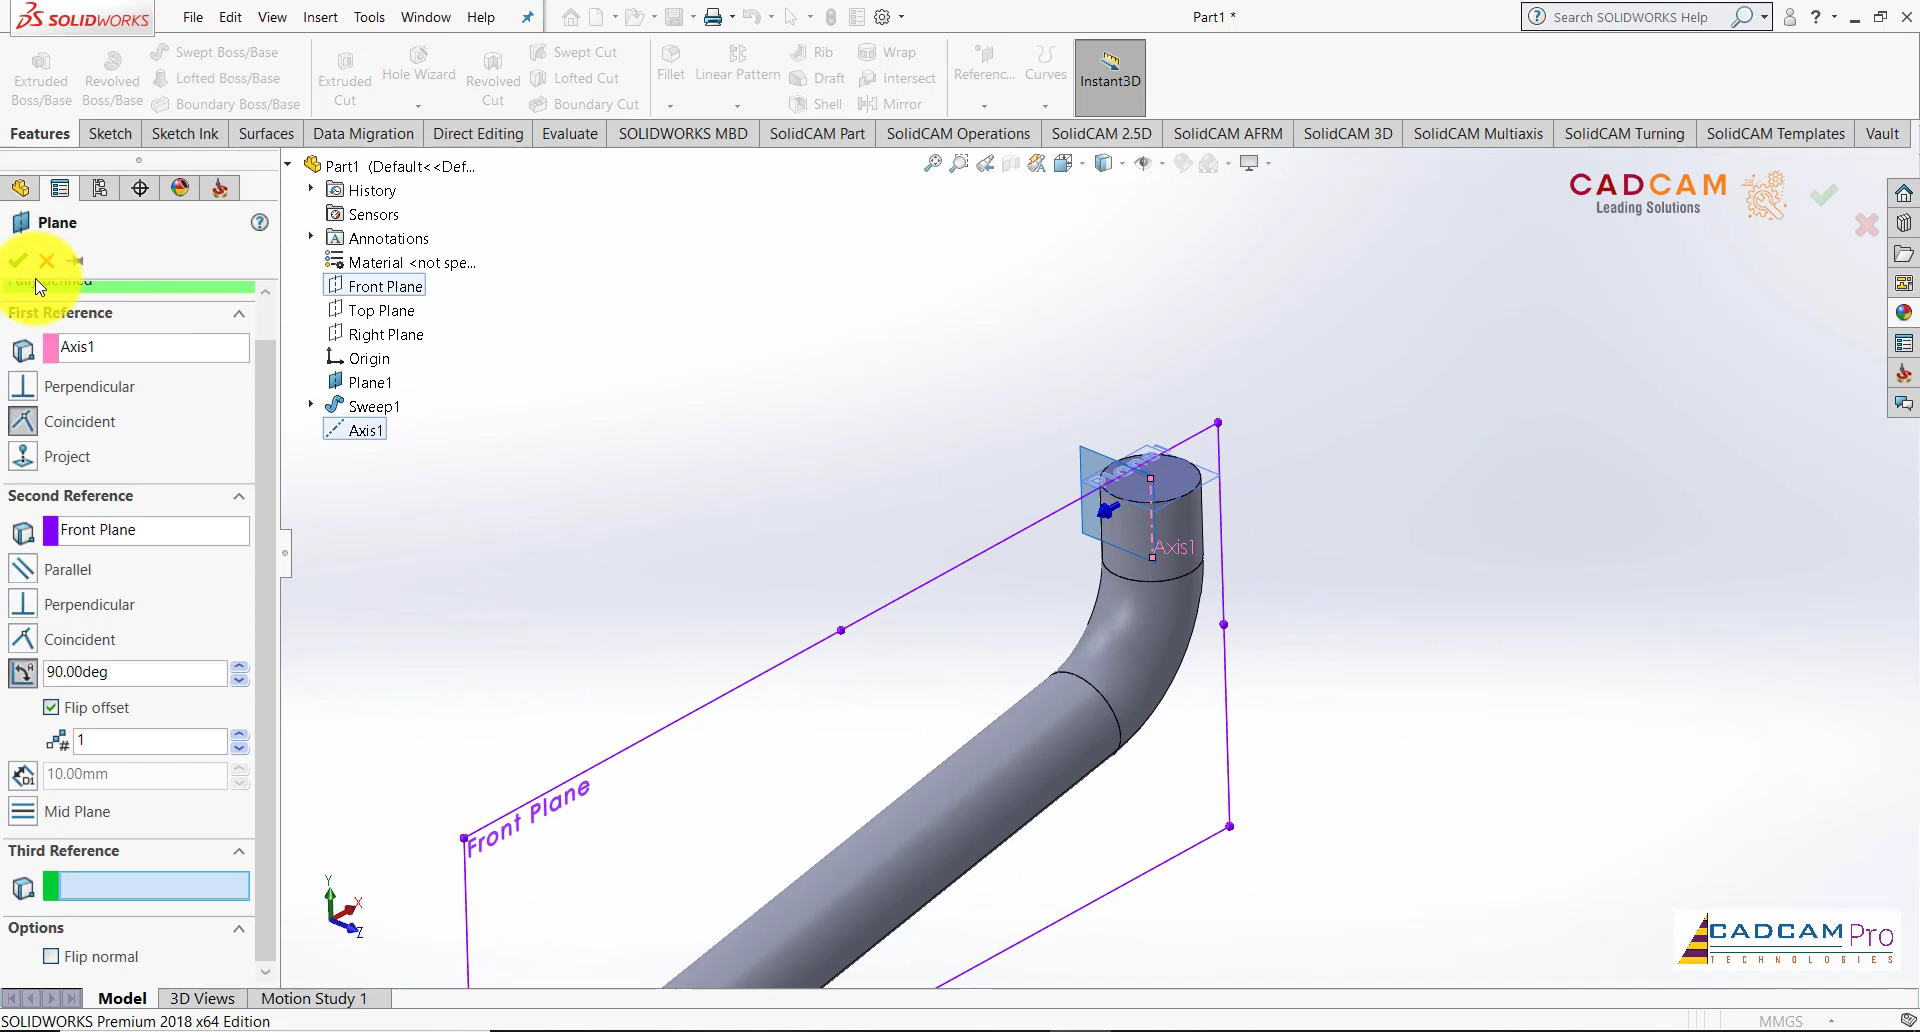 SOLIDWORKS
File Edit View Insert Tools Window Help
Part1 *
Search SOLIDWORKS Help
?
Extruded Boss/Base
Revolved Boss/Base
Swept Boss/Base
Lofted Boss/Base
Boundary Boss/Base
Extruded Cut
Hole Wizard
Revolved Cut
Swept Cut
Lofted Cut
Boundary Cut
Fillet
Linear Pattern
Rib
Draft
Shell
Wrap
Intersect
Mirror
Referenc...
Curves
Instant3D
Features Sketch Sketch Ink Surfaces Data Migration Direct Editing Evaluate SOLIDWORKS MBD SolidCAM Part SolidCAM Operations SolidCAM 2.5D SolidCAM AFRM SolidCAM 3D SolidCAM Multiaxis SolidCAM Turning SolidCAM Templates Vault
Plane
?
Fully defined
First Reference
Axis1
Perpendicular
Coincident
Project
Second Reference
Front Plane
Parallel
Perpendicular
Coincident
90.00deg
Flip offset
1
10.00mm
Mid Plane
Third Reference
Options
Flip normal
Part1 (Default<<Def...
History
Sensors
Annotations
Material <not spe...
Front Plane
Top Plane
Right Plane
Origin
Plane1
Sweep1
Axis1
CADCAM
Leading Solutions
Axis1
Front Plane
Y
X
Z
CADCAM Pro
TECHNOLOGIES
Model 3D Views Motion Study 1
SOLIDWORKS Premium 2018 x64 Edition
MMGS